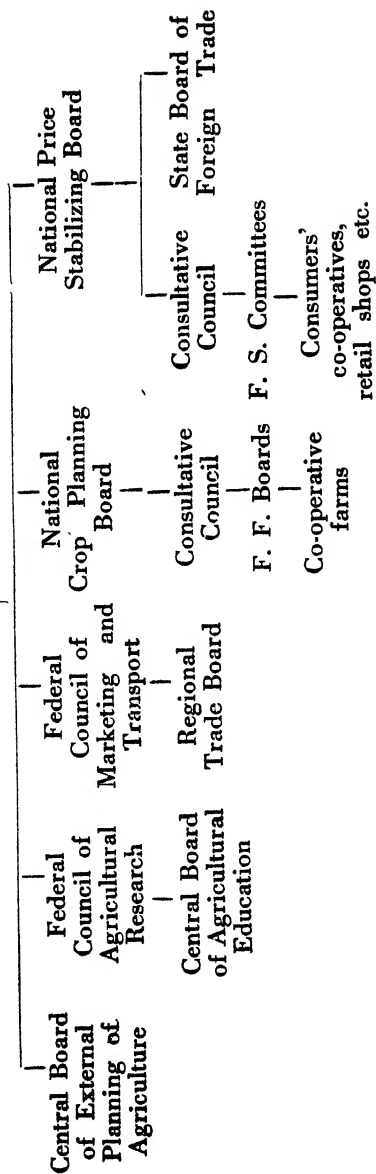 Central Board
of External
Planning of
Agriculture
Federal
Council of
Agricultural
Research
Central Board
of Agricultural
Education
Federal
Council of
Marketing and
Transport
Regional
Trade Board
National
Crop Planning
Board
Consultative
Council
F. F. Boards
Co-operative
farms
National Price
Stabilizing Board
Consultative
Council
F. S. Committees
Consumers'
co-operatives,
retail shops etc.
State Board of
Foreign Trade